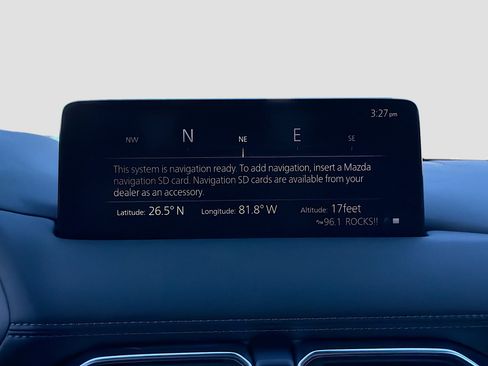 3:27 pm
NW N NE E SE
This system is navigation ready. To add navigation, insert a Mazda
navigation SD card. Navigation SD cards are available from your
dealer as an accessory.
Latitude: 26.5° N Longitude: 81.8° W Altitude: 17feet
96.1 ROCKS!!